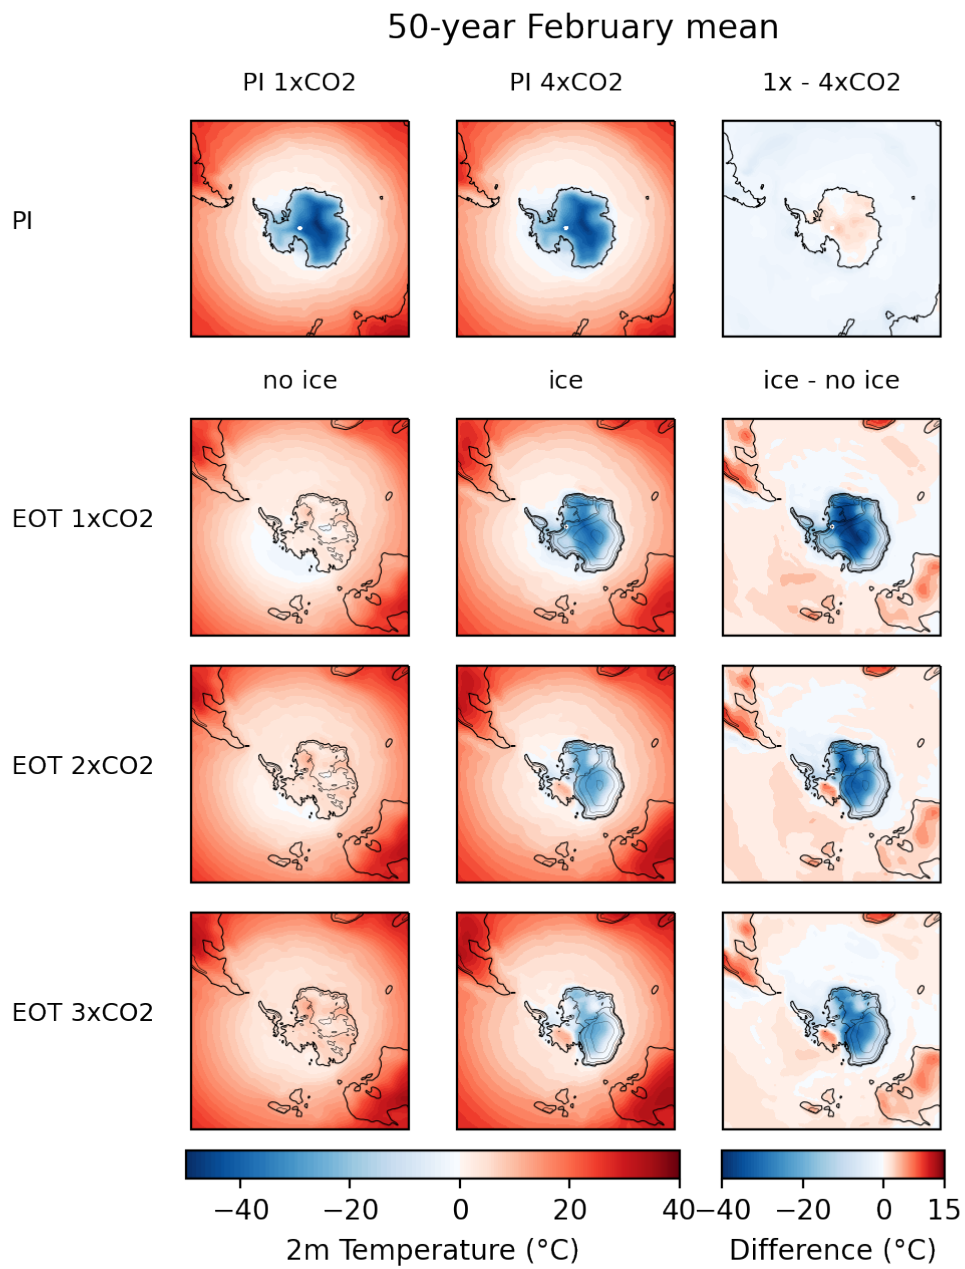 50-year February mean
PI 1xCO2 PI 4xCO2 1x - 4xCO2
PI
no ice ice ice - no ice
EOT 1xCO2
EOT 2xCO2
EOT 3xCO2
−40 −20 0 20 40 −40 −20 0 15
2m Temperature (°C) Difference (°C)